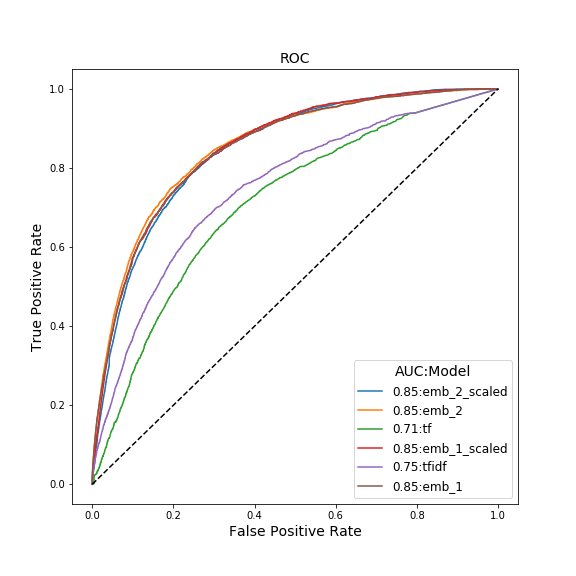 ROC
True Positive Rate
1.0
0.8
0.6
0.4
0.2
0.0
AUC:Model
0.85:emb_2_scaled
0.85:emb_2
0.71:tf
0.85:emb_1_scaled
0.75:tfidf
0.85:emb_1
0.0 0.2 0.4 0.6 0.8 1.0
False Positive Rate